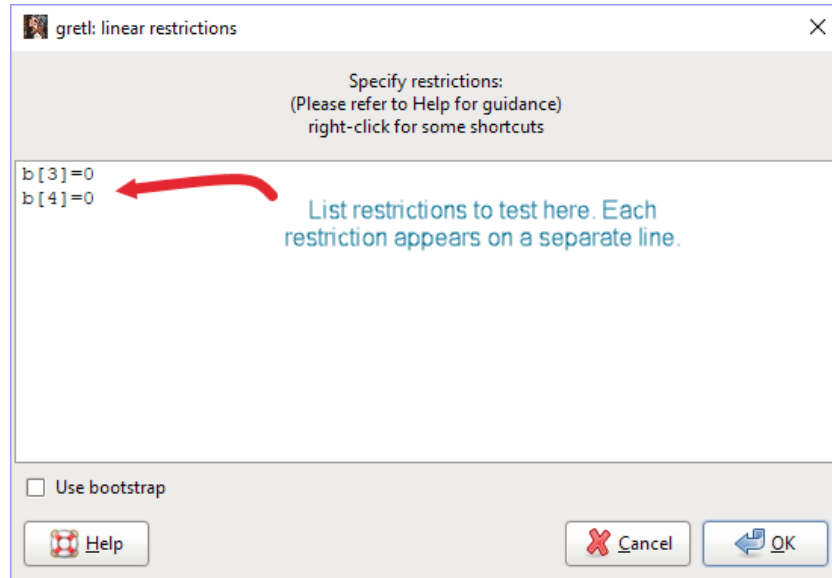 gretl: linear restrictions
Specify restrictions:
(Please refer to Help for guidance)
right-click for some shortcuts
b[3]=0
b[4]=0
List restrictions to test here. Each
restriction appears on a separate line.
Use bootstrap
Help
Cancel
OK